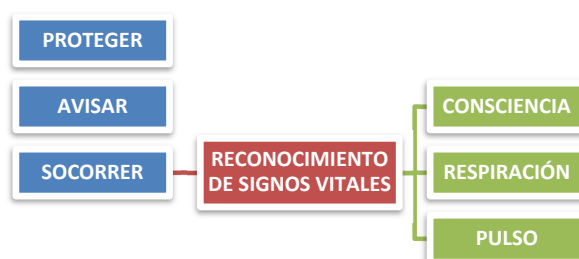 PROTEGER
AVISAR
SOCORRER
RECONOCIMIENTO
DE SIGNOS VITALES
CONSCIENCIA
RESPIRACIÓN
PULSO